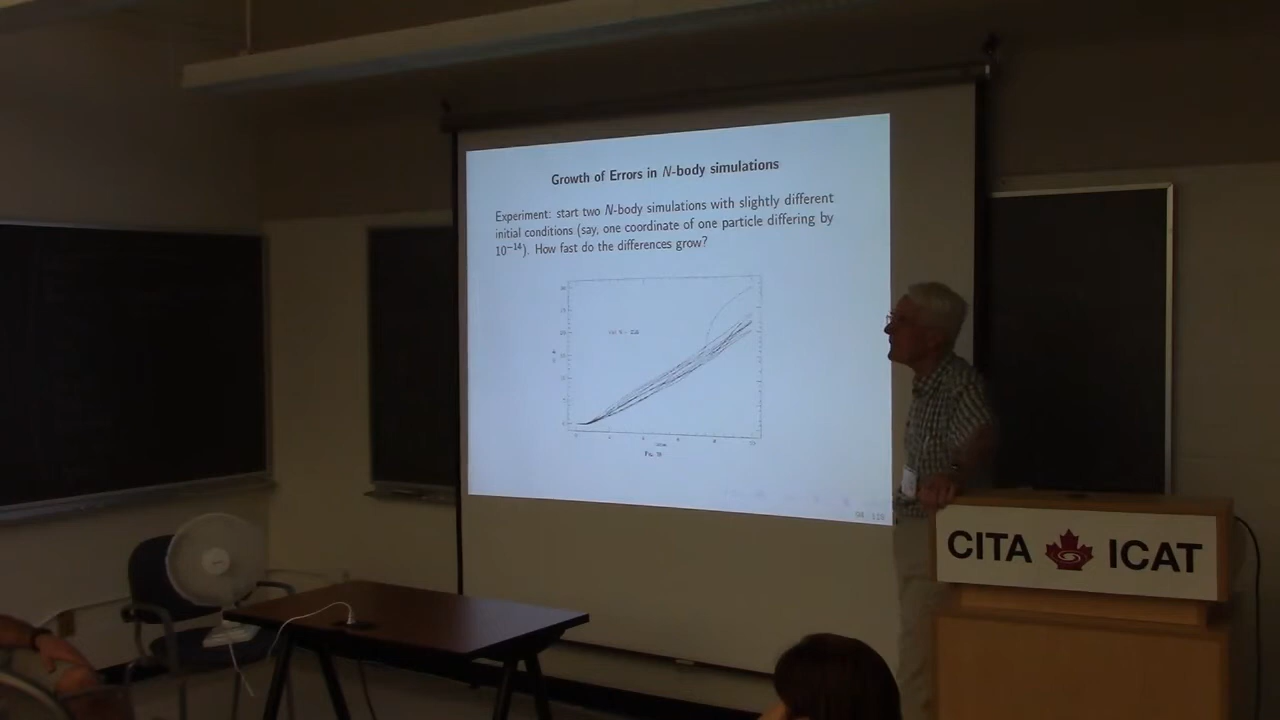 Growth of Errors in N-body simulations
Experiment: start two N-body simulations with slightly different
initial conditions (say, one coordinate of one particle differing by
10⁻¹⁴). How fast do the differences grow?
CITA ICAT